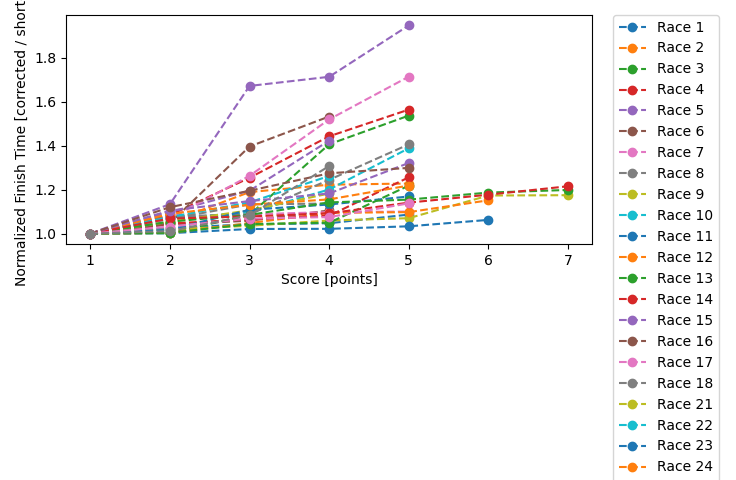 Normalized Finish Time [corrected / short
1.8
1.6
1.4
1.2
1.0
1 2 3 4 5 6 7
Score [points]
Race 1
Race 2
Race 3
Race 4
Race 5
Race 6
Race 7
Race 8
Race 9
Race 10
Race 11
Race 12
Race 13
Race 14
Race 15
Race 16
Race 17
Race 18
Race 21
Race 22
Race 23
Race 24